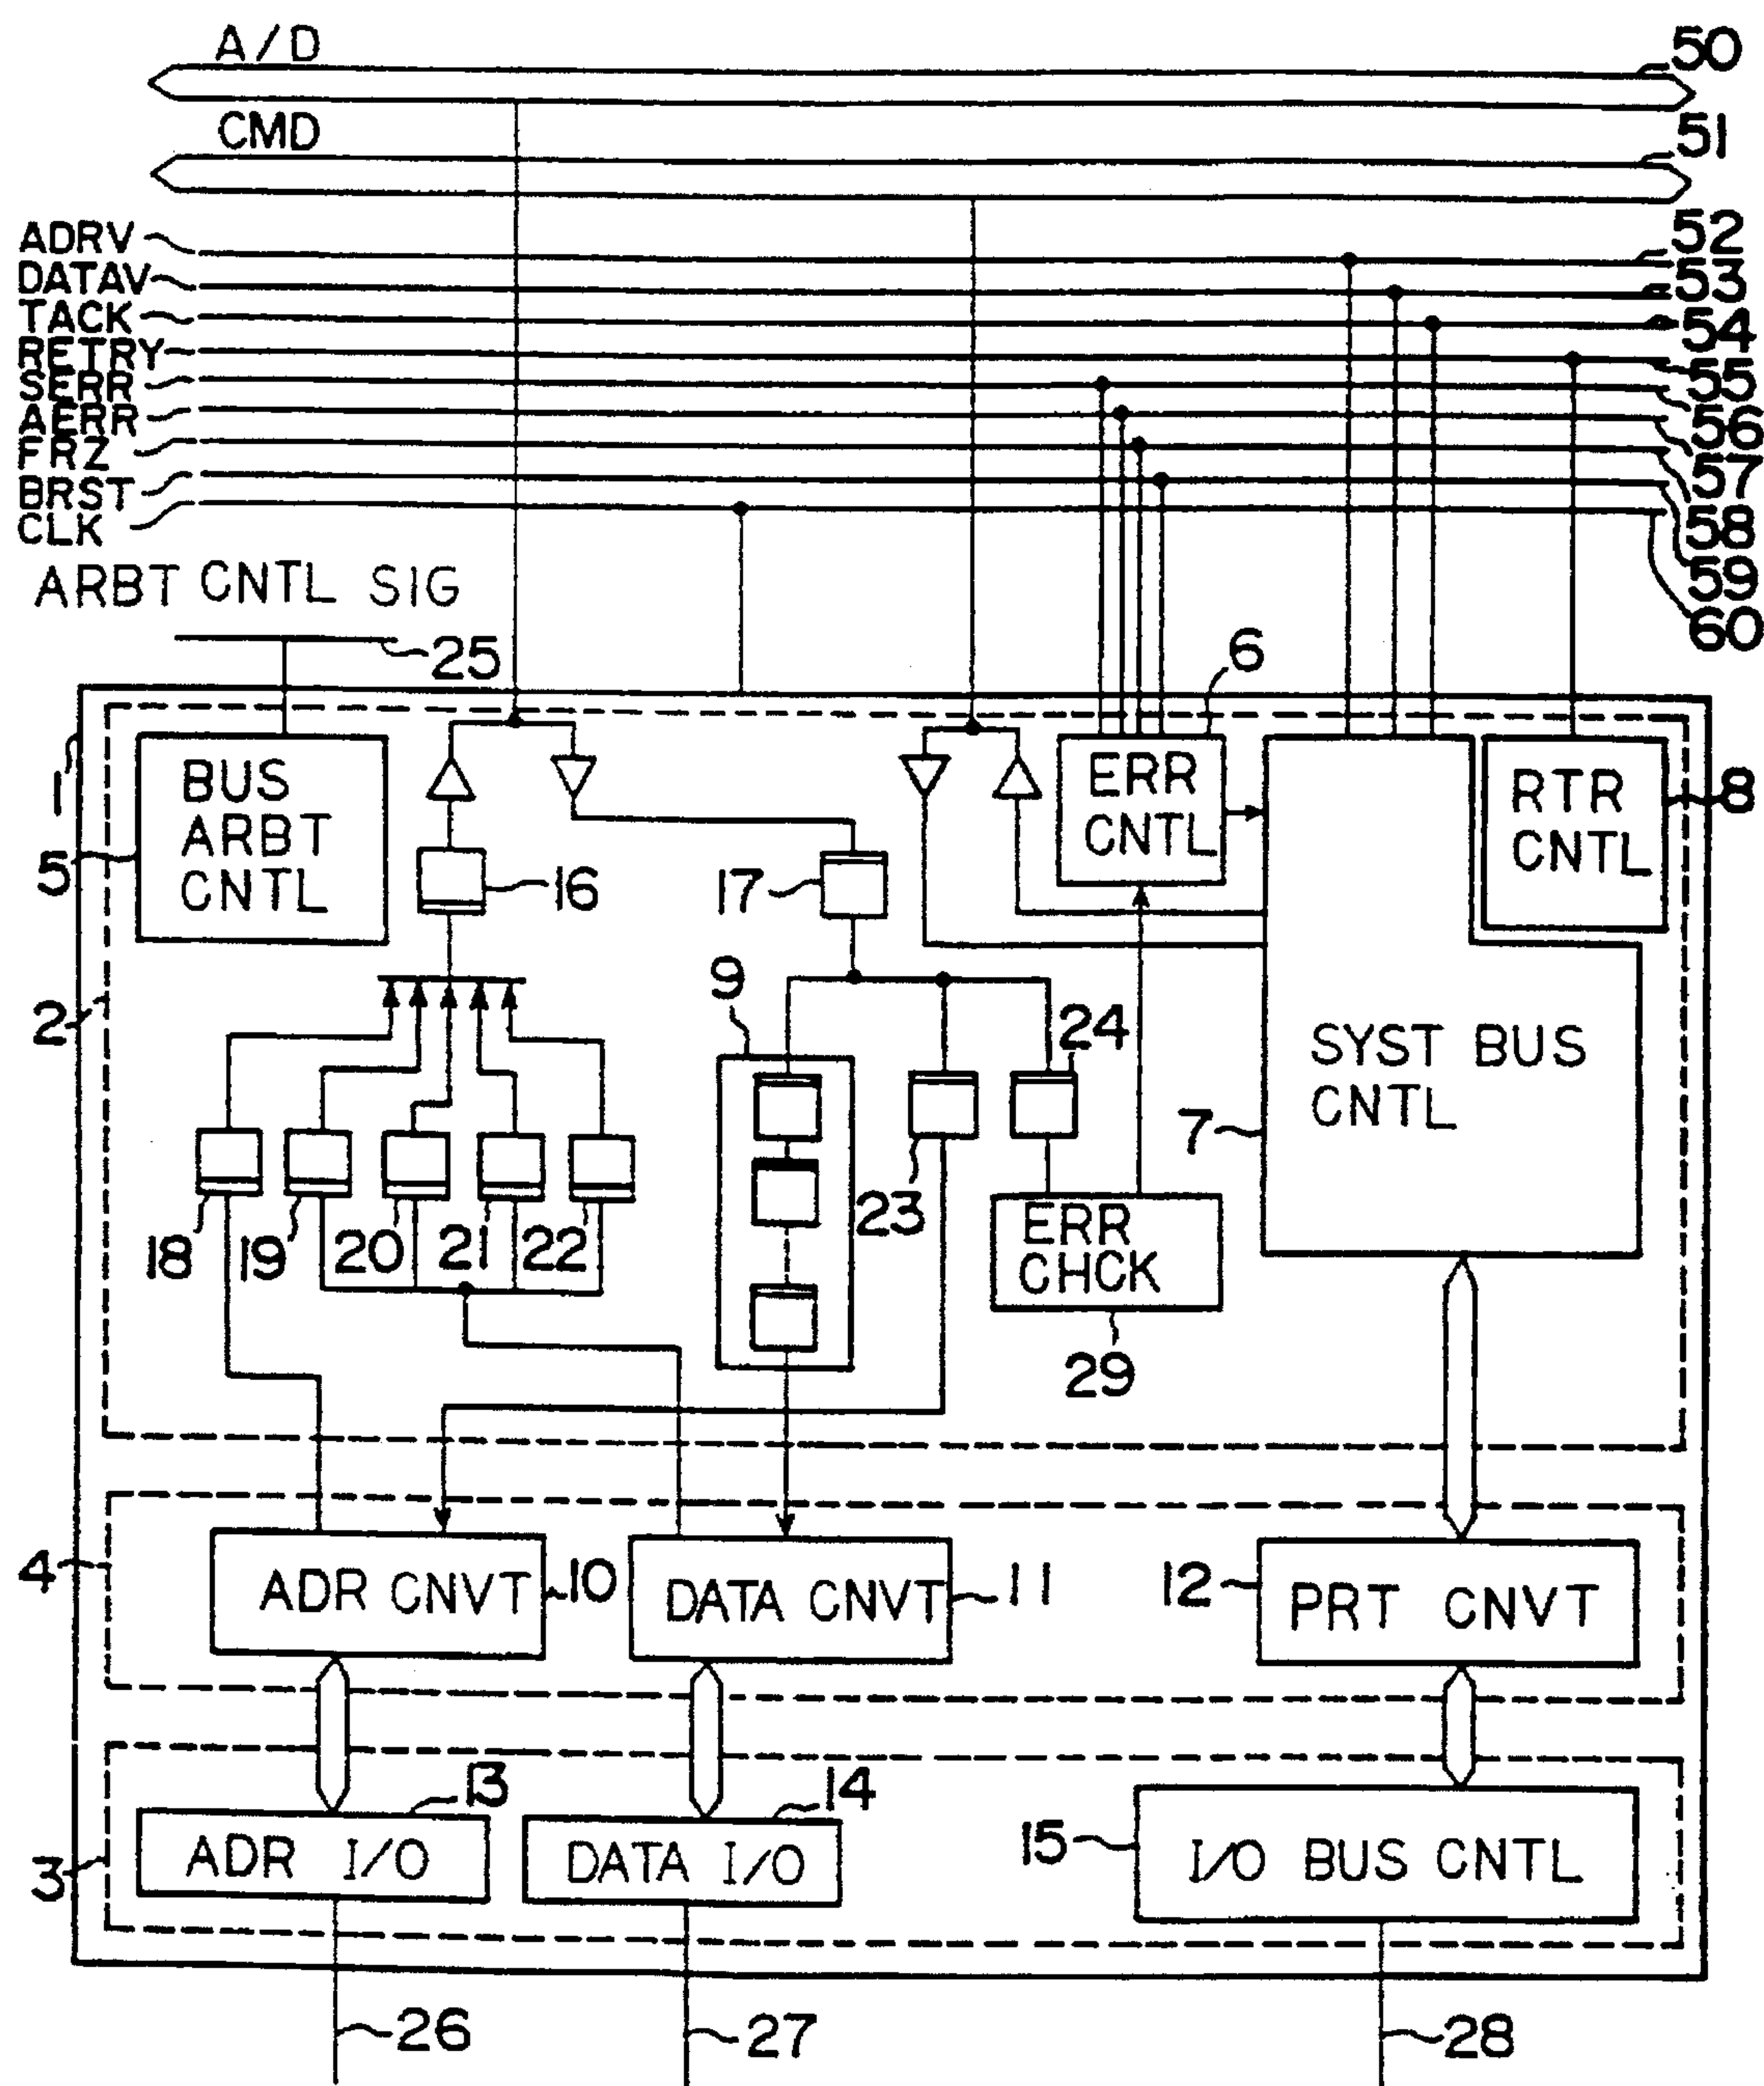 A/D
50
CMD
51
ADRV
52
DATAV
53
TACK
54
RETRY
55
SERR
56
AERR
57
FRZ
58
BRST
59
CLK
60
ARBT CNTL SIG
25
6
1
BUS
ARBT
CNTL
5
ERR
CNTL
RTR
CNTL
8
16
17
2
9
24
SYST BUS
CNTL
7
18
19
20
21
22
23
ERR
CHCK
29
4
ADR CNVT
10
DATA CNVT
11
12
PRT CNVT
13
14
3
ADR I/O
DATA I/O
15
I/O BUS CNTL
26
27
28